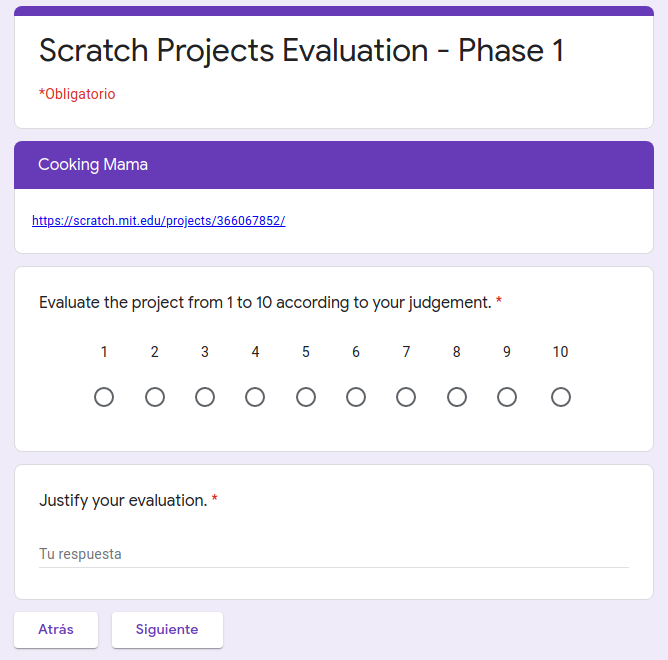 Scratch Projects Evaluation - Phase 1
*Obligatorio
Cooking Mama
https://scratch.mit.edu/projects/366067852/
Evaluate the project from 1 to 10 according to your judgement. *
1 2 3 4 5 6 7 8 9 10
Justify your evaluation. *
Tu respuesta
Atrás Siguiente